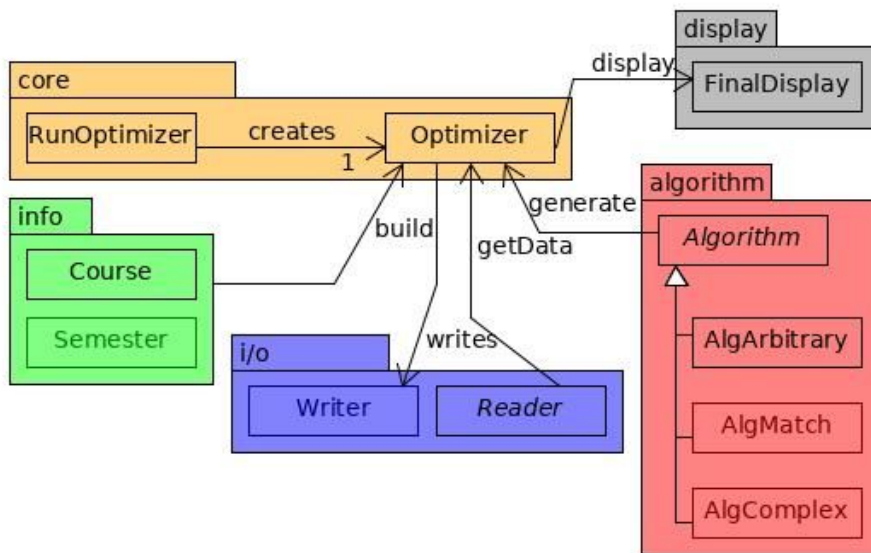 display
display
FinalDisplay
core
RunOptimizer
creates
1
Optimizer
algorithm
generate
Algorithm
info
build
getData
Course
Semester
i/o
writes
AlgArbitrary
Writer
Reader
AlgMatch
AlgComplex